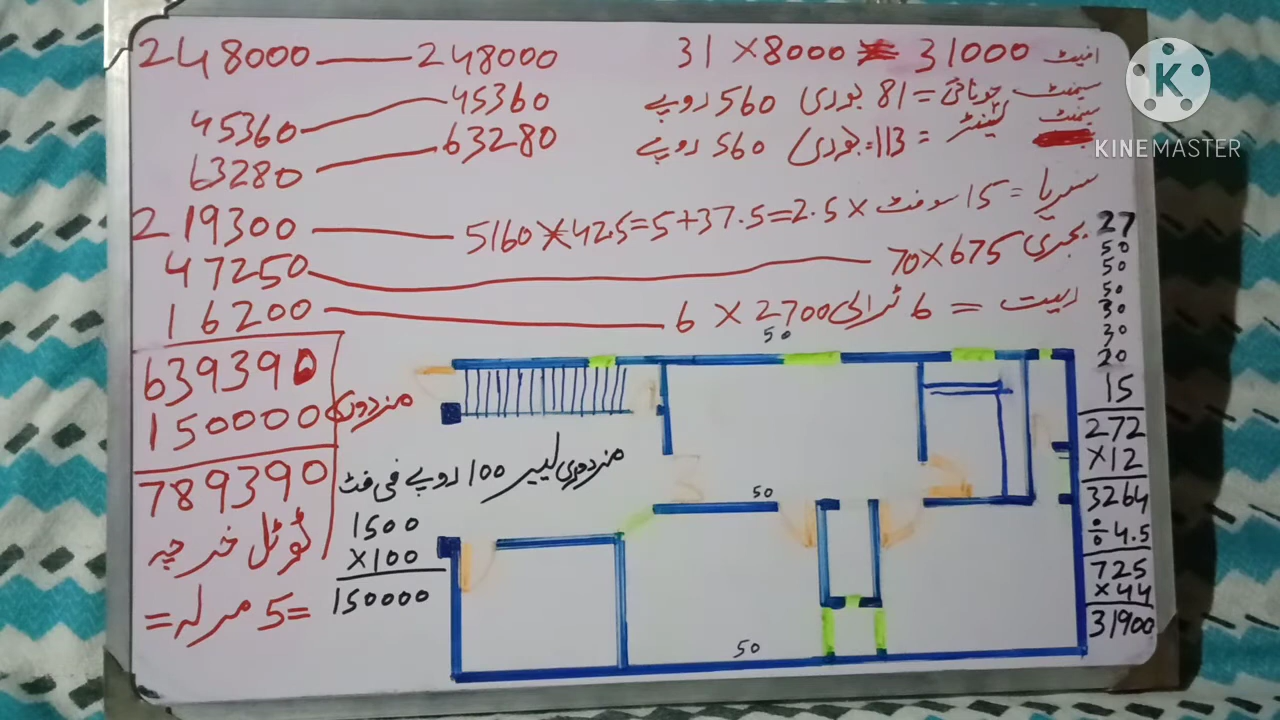 248000 — 248000 31 × 8000 31000 اینٹ
45360 45360 سیمنٹ چنائی = 81 بوری 560 روپے
63280 63280 سیمنٹ لینٹر = 113 بوری 560 روپے
219300 — 5160 × 42.5 = 5 + 37.5 = 2.5 × سریا = 15 سو فٹ
47250 70 × 675 بجری
16200 6 × 2700 ریت = 6 ٹرالی
639390
150000 مزدوری
789390
ٹوٹل خرچہ
= 5 مرلہ =
مزدوری لیبر 100 روپے فی فٹ
1500
×100
150000
50
50
50
27
50
50
50
30
30
20
15
272
×12
3264
÷ 4.5
725
×44
31900
K
KINEMASTER